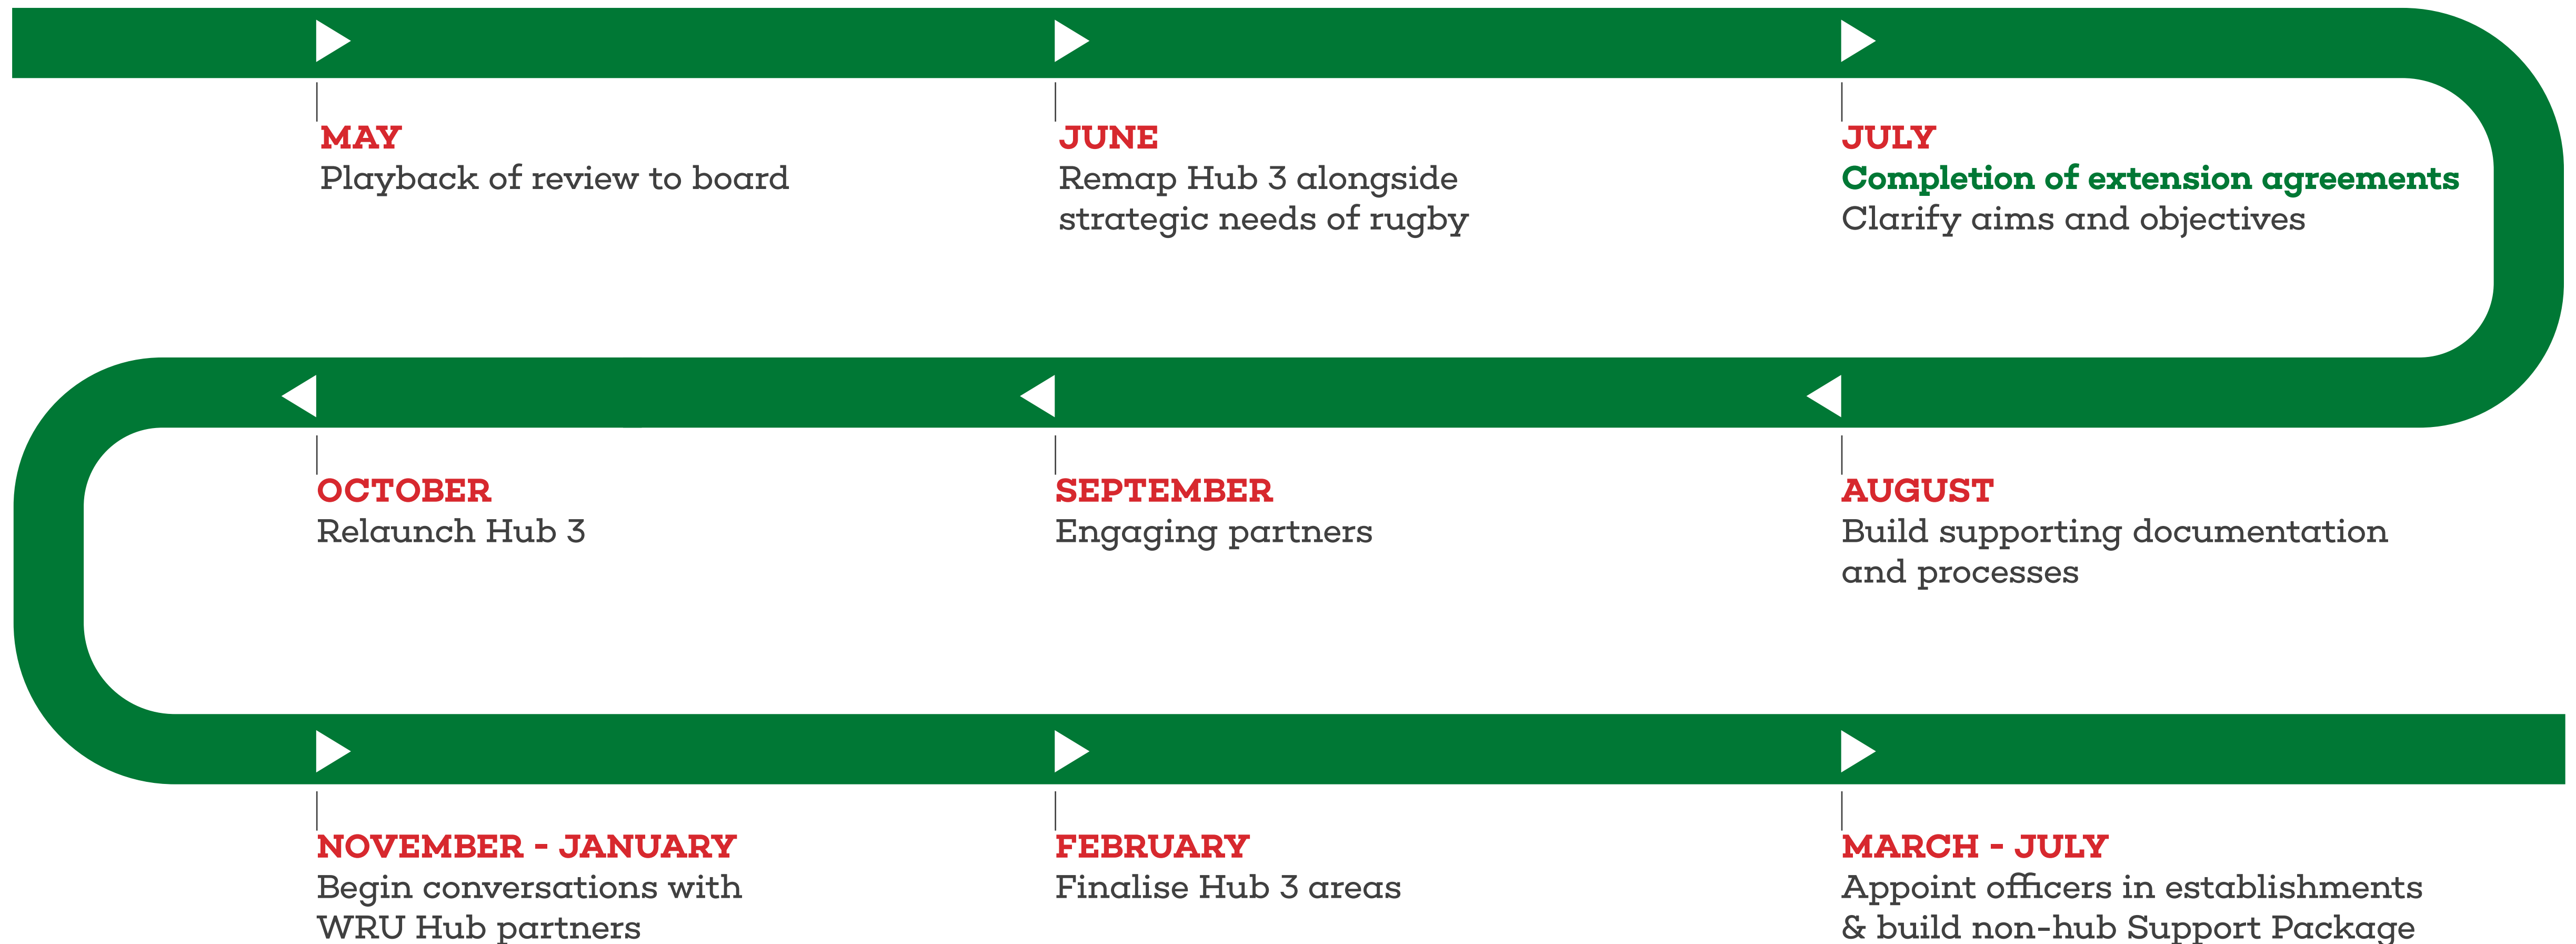 MAY
Playback of review to board
JUNE
Remap Hub 3 alongside
strategic needs of rugby
JULY
Completion of extension agreements
Clarify aims and objectives
AUGUST
Build supporting documentation
and processes
SEPTEMBER
Engaging partners
OCTOBER
Relaunch Hub 3
NOVEMBER - JANUARY
Begin conversations with
WRU Hub partners
FEBRUARY
Finalise Hub 3 areas
MARCH - JULY
Appoint officers in establishments
& build non-hub Support Package